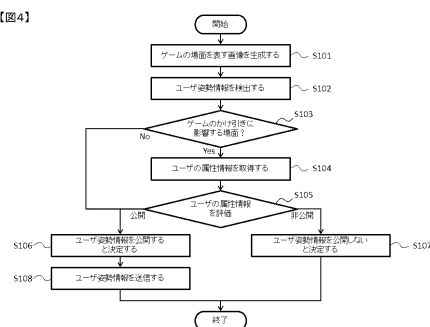 【図4】
開始
ゲームの場面を表す画像を生成する
S101
ユーザ姿勢情報を検出する
S102
ゲームのかけ引きに
影響する場面？
S103
No
Yes
ユーザの属性情報を取得する
S104
ユーザの属性情報
を評価
S105
公開
非公開
S106
ユーザ姿勢情報を公開する
と決定する
ユーザ姿勢情報を公開しない
と決定する
S107
S108
ユーザ姿勢情報を送信する
終了